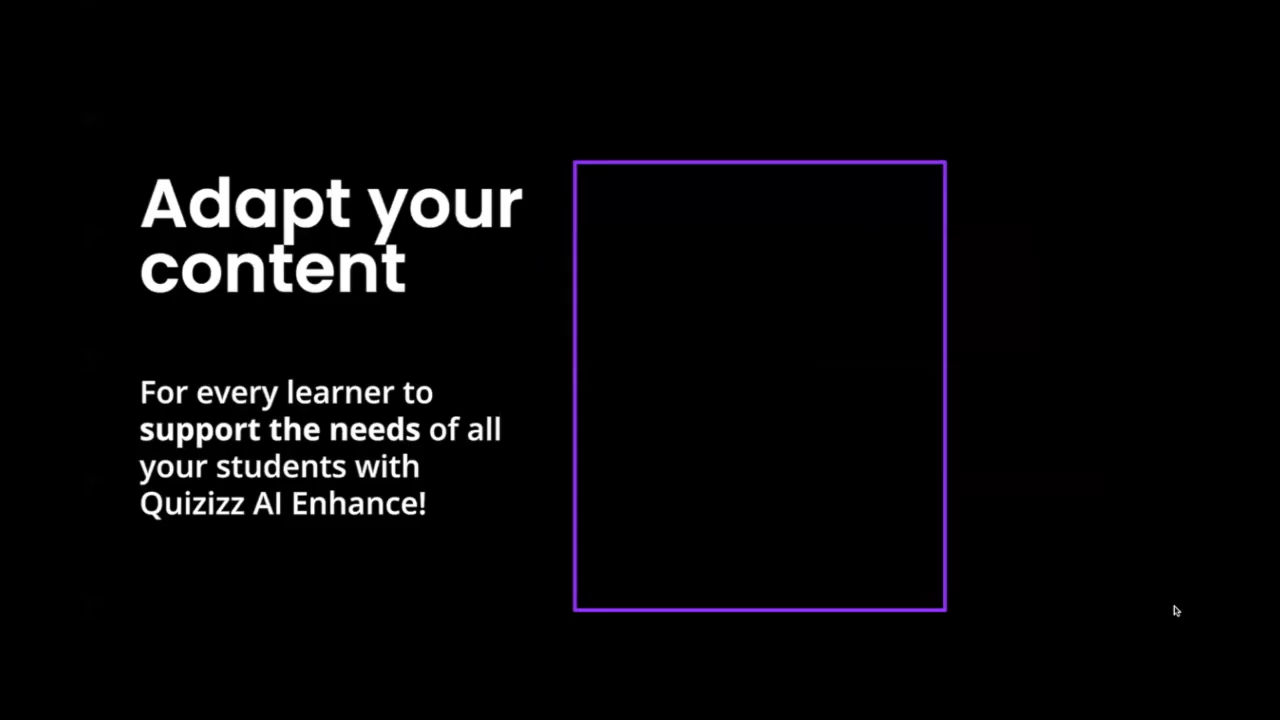 Adapt your
content
For every learner to
support the needs of all
your students with
Quizizz AI Enhance!